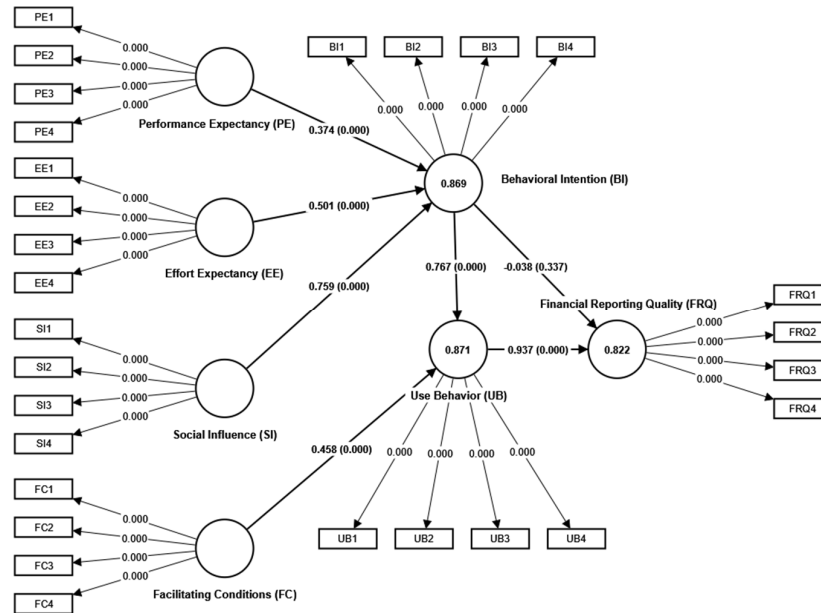 PE1
0.000
PE2
0.000
PE3
0.000
0.000
PE4
Performance Expectancy (PE)
0.374 (0.000)
BI1
BI2
BI3
BI4
0.000
0.000
0.000
0.000
0.869
Behavioral Intention (BI)
EE1
0.000
EE2
0.000
EE3
0.000
0.000
EE4
Effort Expectancy (EE)
0.501 (0.000)
0.759 (0.000)
0.767 (0.000)
-0.038 (0.337)
Financial Reporting Quality (FRQ)
SI1
0.000
SI2
0.000
SI3
0.000
0.000
SI4
Social Influence (SI)
0.871
0.937 (0.000)
0.822
FRQ1
0.000
FRQ2
0.000
0.000
FRQ3
0.000
FRQ4
Use Behavior (UB)
0.458 (0.000)
0.000
0.000
0.000
0.000
UB1
UB2
UB3
UB4
FC1
0.000
FC2
0.000
FC3
0.000
0.000
FC4
Facilitating Conditions (FC)